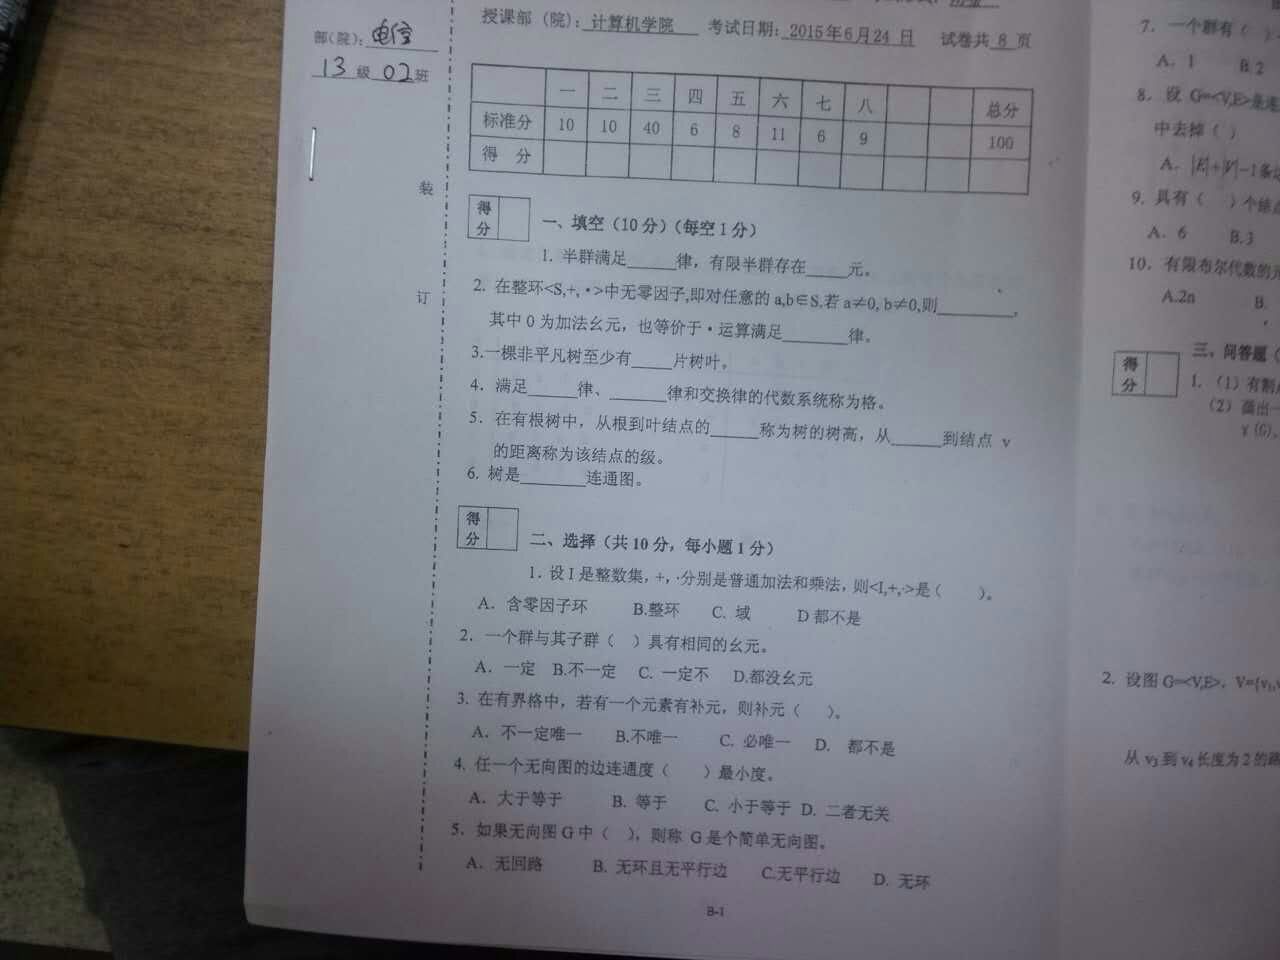 授课部（院）：计算机学院 考试日期：2015年6月24日 试卷共8页
部（院）：电信
13级02班
一 二 三 四 五 六 七 八 总分
标准分 10 10 40 6 8 11 6 9 100
得 分
装
订
得分
一、填空（10分）（每空1分）
1. 半群满足______律，有限半群存在_____元。
2. 在整环<S,+,·>中无零因子,即对任意的a,b∈S,若a≠0, b≠0,则_________,
其中0为加法幺元，也等价于·运算满足________律。
3.一棵非平凡树至少有_____片树叶。
4. 满足______律、_______律和交换律的代数系统称为格。
5. 在有根树中，从根到叶结点的______称为树的树高，从______到结点 v
的距离称为该结点的级。
6. 树是________连通图。
得分
二、选择（共10分，每小题1分）
1. 设I是整数集，+，·分别是普通加法和乘法，则<I,+,·>是（ ）。
A. 含零因子环 B.整环 C. 域 D都不是
2. 一个群与其子群（ ）具有相同的幺元。
A. 一定 B.不一定 C. 一定不 D.都没幺元
3. 在有界格中，若有一个元素有补元，则补元（ ）。
A. 不一定唯一 B.不唯一 C. 必唯一 D. 都不是
4. 任一个无向图的边连通度（ ）最小度。
A. 大于等于 B. 等于 C. 小于等于 D. 二者无关
5. 如果无向图G中（ ），则称 G是个简单无向图。
A. 无回路 B. 无环且无平行边 C.无平行边 D. 无环
B-1
7. 一个群有（ ）
A. 1 B.2
8. 设 G=<V,E>是连
中去掉（ ）
A. |E|+|V|-1条边
9. 具有（ ）个结点
A. 6 B.3
10. 有限布尔代数的元
A.2n B.
得分
三、问答题（
1. （1）有割点
（2）画出一
γ(G),
2. 设图G=<V,E>，V={v₁,v
从v₃到v₄长度为2的路